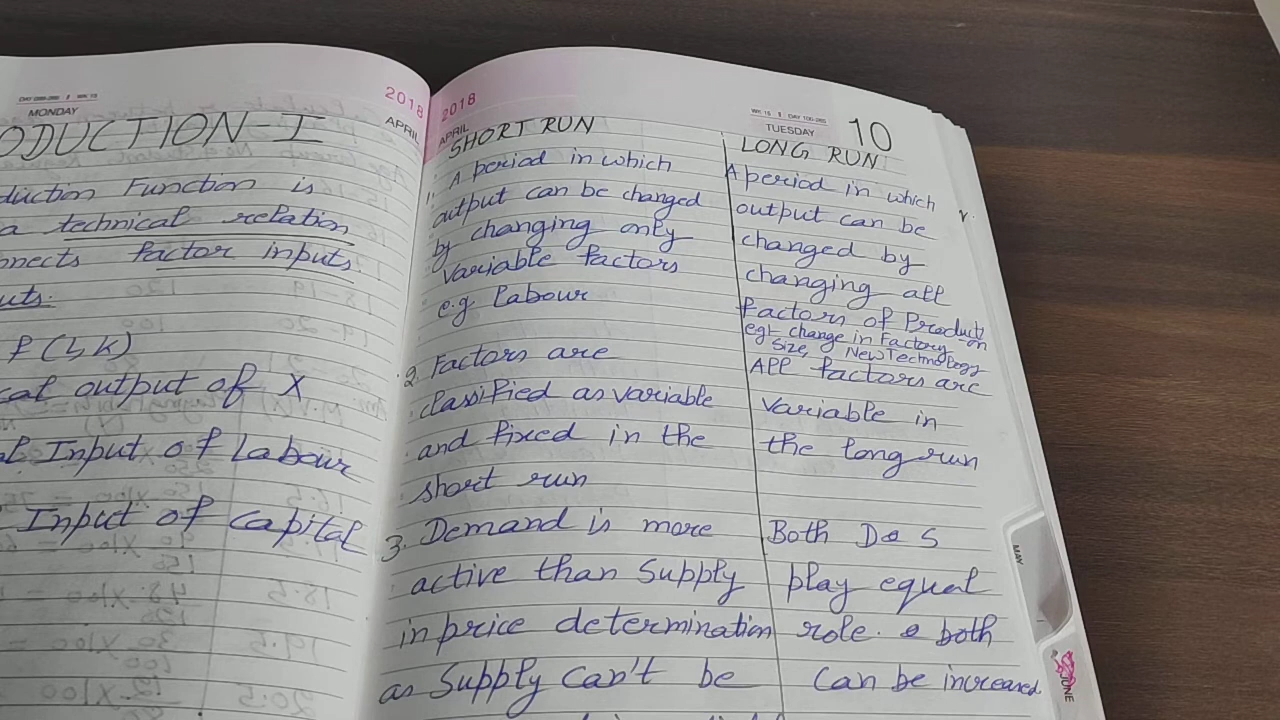 MONDAY
2018
APRIL
ODUCTION-I
duction Function is
a technical relation
nnects factor inputs
uts.
f (L, K)
cal output of X
l Input of Labour
Input of capital
2018
APRIL
TUESDAY
10
SHORT RUN
1. A period in which
output can be changed
by changing only
Variable factors
e.g. Labour
2. Factors are
classified as variable
and fixed in the
short run
3. Demand is more
active than Supply
in price determination
as Supply can't be
LONG RUN
A period in which
output can be
changed by
changing all
Factors of Production
eg:- change in Factory
Size, New Technology
All factors are
variable in
the long run
Both D & S
play equal
role. both
can be increased
MAY
JUNE